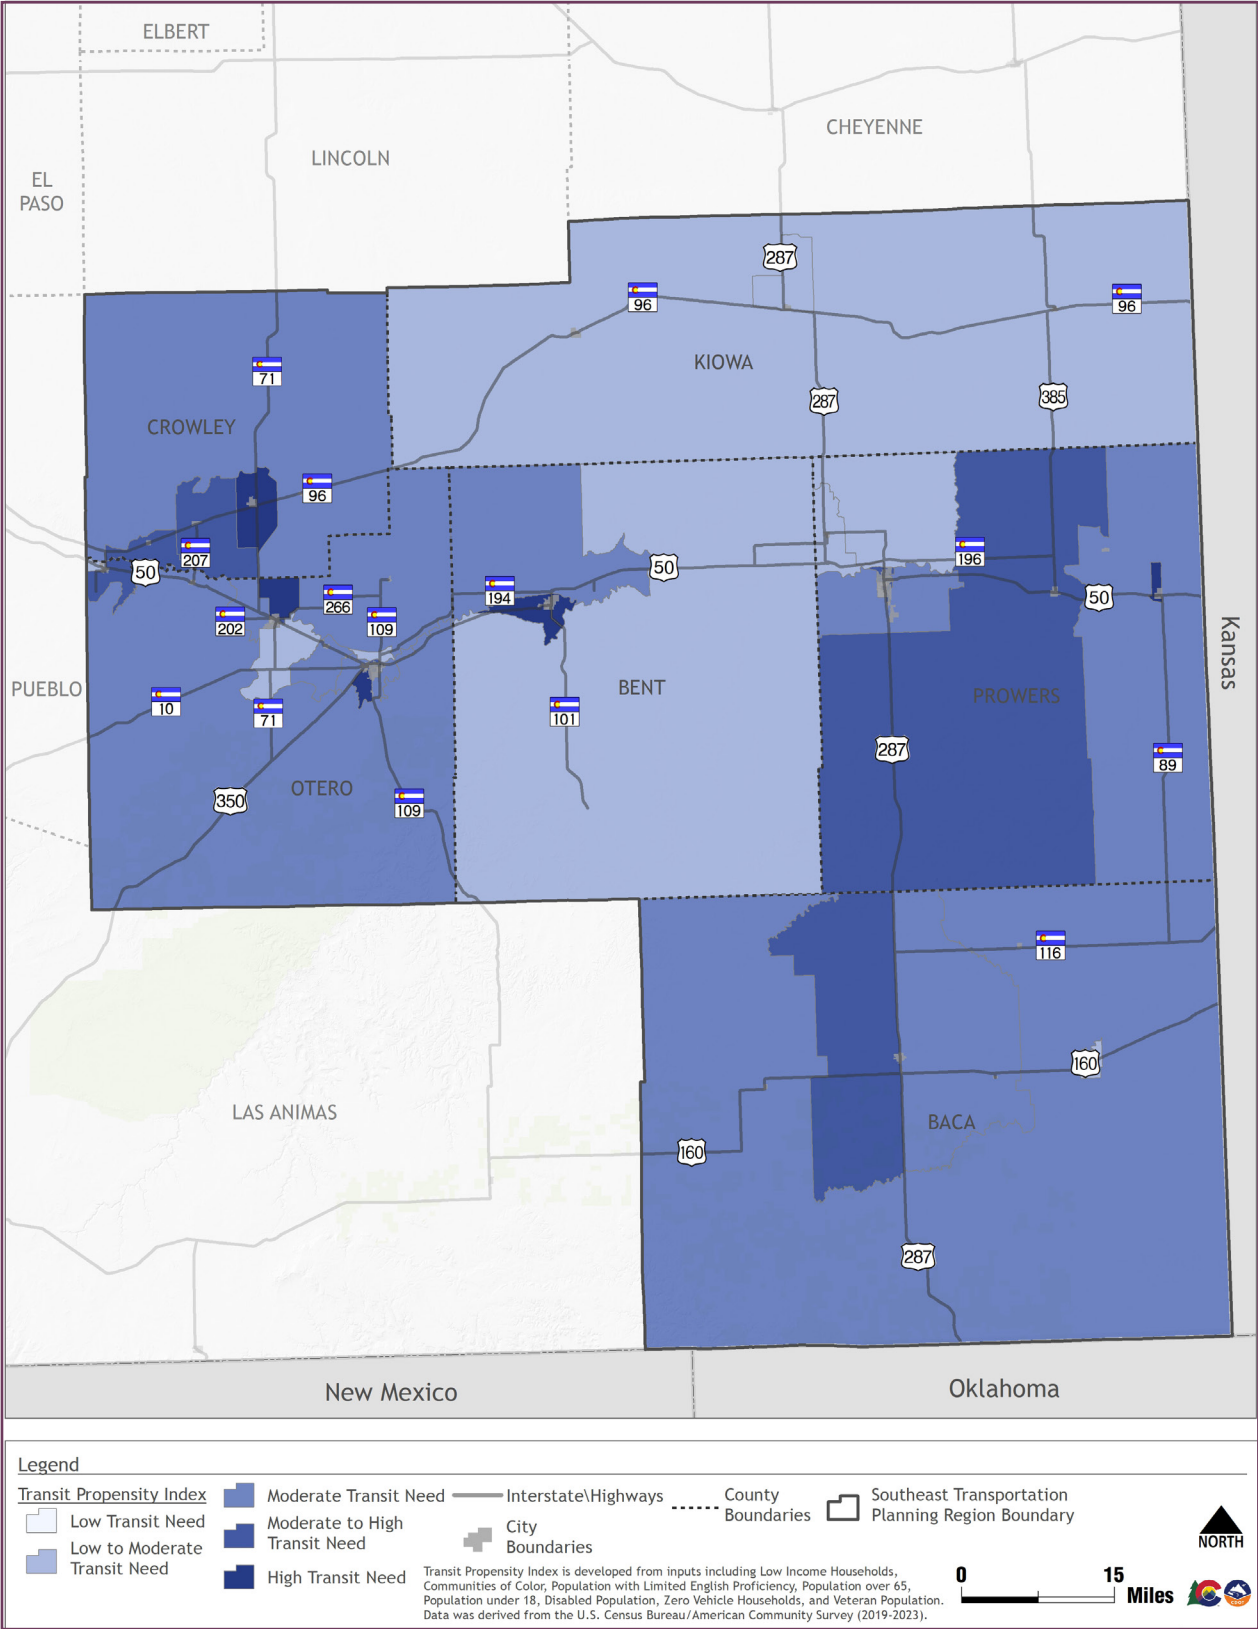 ELBERT
CHEYENNE
LINCOLN
EL
PASO
287
96
96
KIOWA
71
287
385
CROWLEY
96
207
50
196
50
194
266
50
202
109
Kansas
PUEBLO
BENT
PROWERS
10
71
101
287
89
OTERO
350
109
116
160
LAS ANIMAS
BACA
160
287
New Mexico
Oklahoma
Legend
Transit Propensity Index
Low Transit Need
Low to Moderate
Transit Need
Moderate Transit Need
Moderate to High
Transit Need
High Transit Need
Interstate\Highways
City
Boundaries
County
Boundaries
Southeast Transportation
Planning Region Boundary
Transit Propensity Index is developed from inputs including Low Income Households,
Communities of Color, Population with Limited English Proficiency, Population over 65,
Population under 18, Disabled Population, Zero Vehicle Households, and Veteran Population.
Data was derived from the U.S. Census Bureau/American Community Survey (2019-2023).
0 15
Miles
NORTH